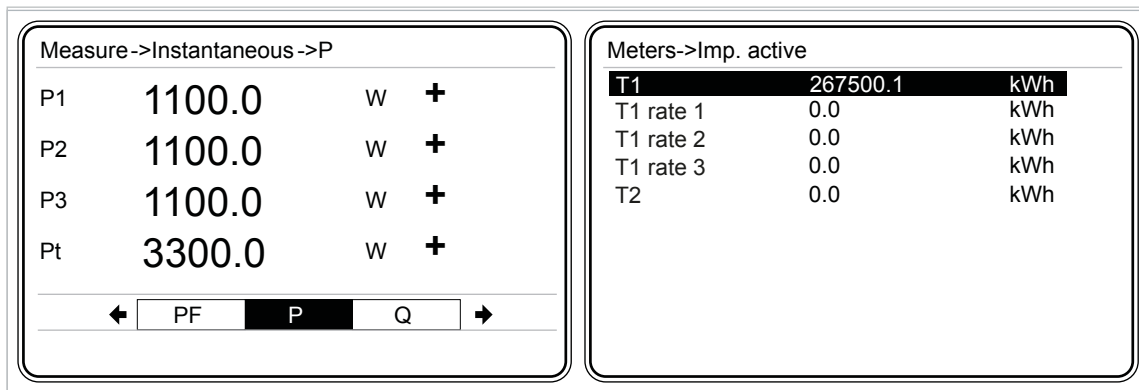 Measure->Instantaneous->P
P1 1100.0 W +
P2 1100.0 W +
P3 1100.0 W +
Pt 3300.0 W +
PF P Q
Meters->Imp. active
T1 267500.1 kWh
T1 rate 1 0.0 kWh
T1 rate 2 0.0 kWh
T1 rate 3 0.0 kWh
T2 0.0 kWh